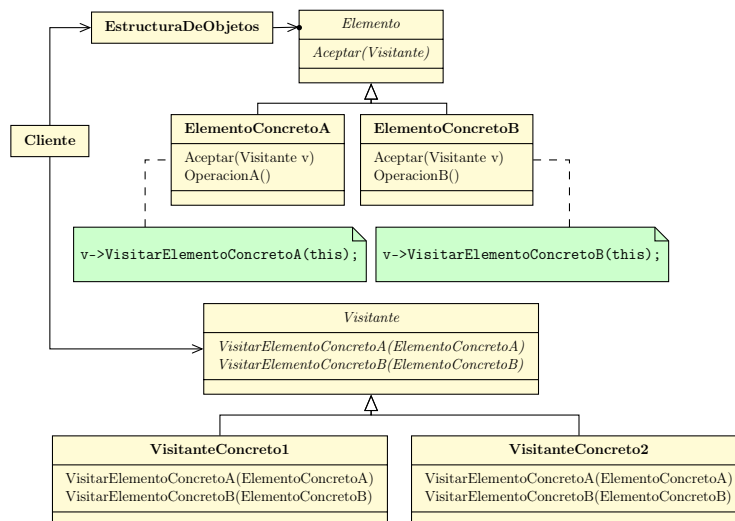 EstructuraDeObjetos
Elemento
Aceptar(Visitante)
Cliente
ElementoConcretoA
Aceptar(Visitante v)
OperacionA()
ElementoConcretoB
Aceptar(Visitante v)
OperacionB()
v->VisitarElementoConcretoA(this);
v->VisitarElementoConcretoB(this);
Visitante
VisitarElementoConcretoA(ElementoConcretoA)
VisitarElementoConcretoB(ElementoConcretoB)
VisitanteConcreto1
VisitarElementoConcretoA(ElementoConcretoA)
VisitarElementoConcretoB(ElementoConcretoB)
VisitanteConcreto2
VisitarElementoConcretoA(ElementoConcretoA)
VisitarElementoConcretoB(ElementoConcretoB)